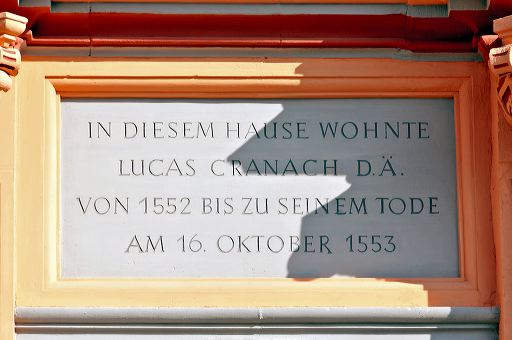 IN DIESEM HAUSE WOHNTE
LUCAS CRANACH D.Ä.
VON 1552 BIS ZU SEINEM TODE
AM 16. OKTOBER 1553